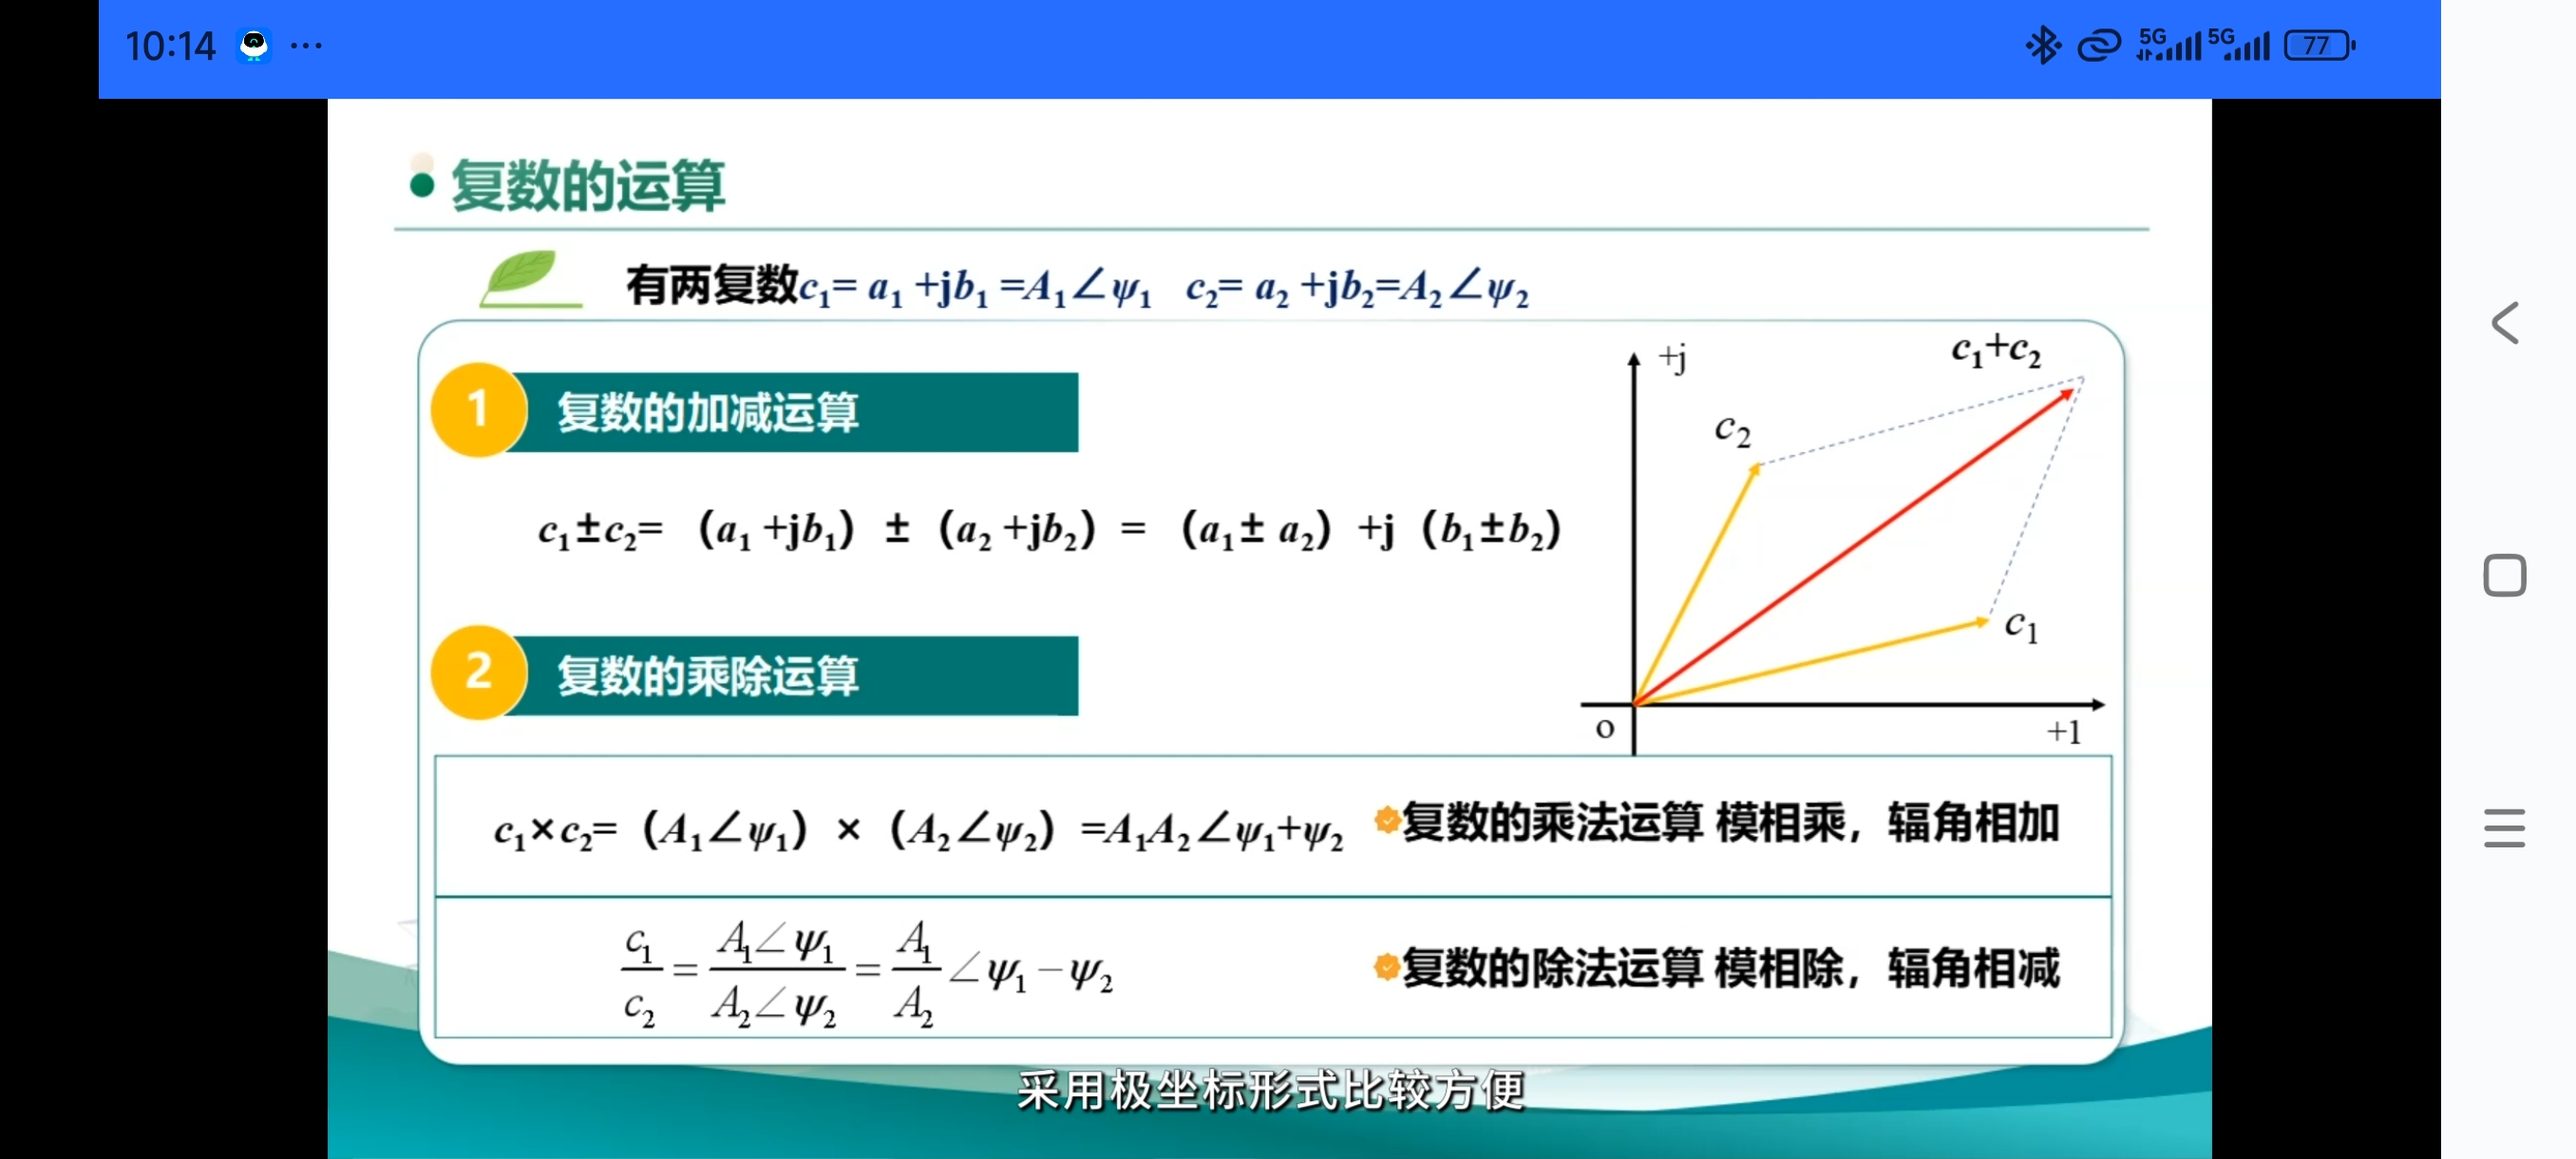 10:14 ...
5G 5G 77
复数的运算
有两复数c₁= a₁ +jb₁ =A₁∠ψ₁ c₂= a₂ +jb₂=A₂∠ψ₂
1 复数的加减运算
c₁±c₂= (a₁ +jb₁) ± (a₂ +jb₂) = (a₁± a₂) +j (b₁±b₂)
+j
c₁+c₂
c₂
c₁
o
+1
2 复数的乘除运算
c₁×c₂= (A₁∠ψ₁) × (A₂∠ψ₂) =A₁A₂∠ψ₁+ψ₂ 复数的乘法运算 模相乘，辐角相加
c₁/c₂ = A₁∠ψ₁/A₂∠ψ₂ = A₁/A₂ ∠ψ₁−ψ₂ 复数的除法运算 模相除，辐角相减
采用极坐标形式比较方便